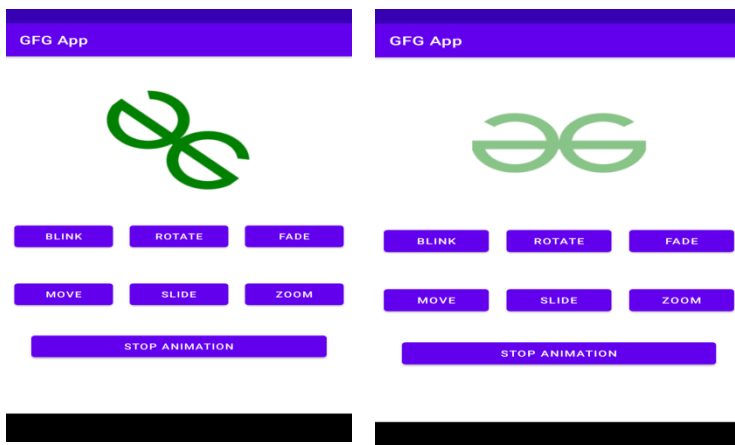 GFG App
BLINK ROTATE FADE
MOVE SLIDE ZOOM
STOP ANIMATION
GFG App
BLINK ROTATE FADE
MOVE SLIDE ZOOM
STOP ANIMATION